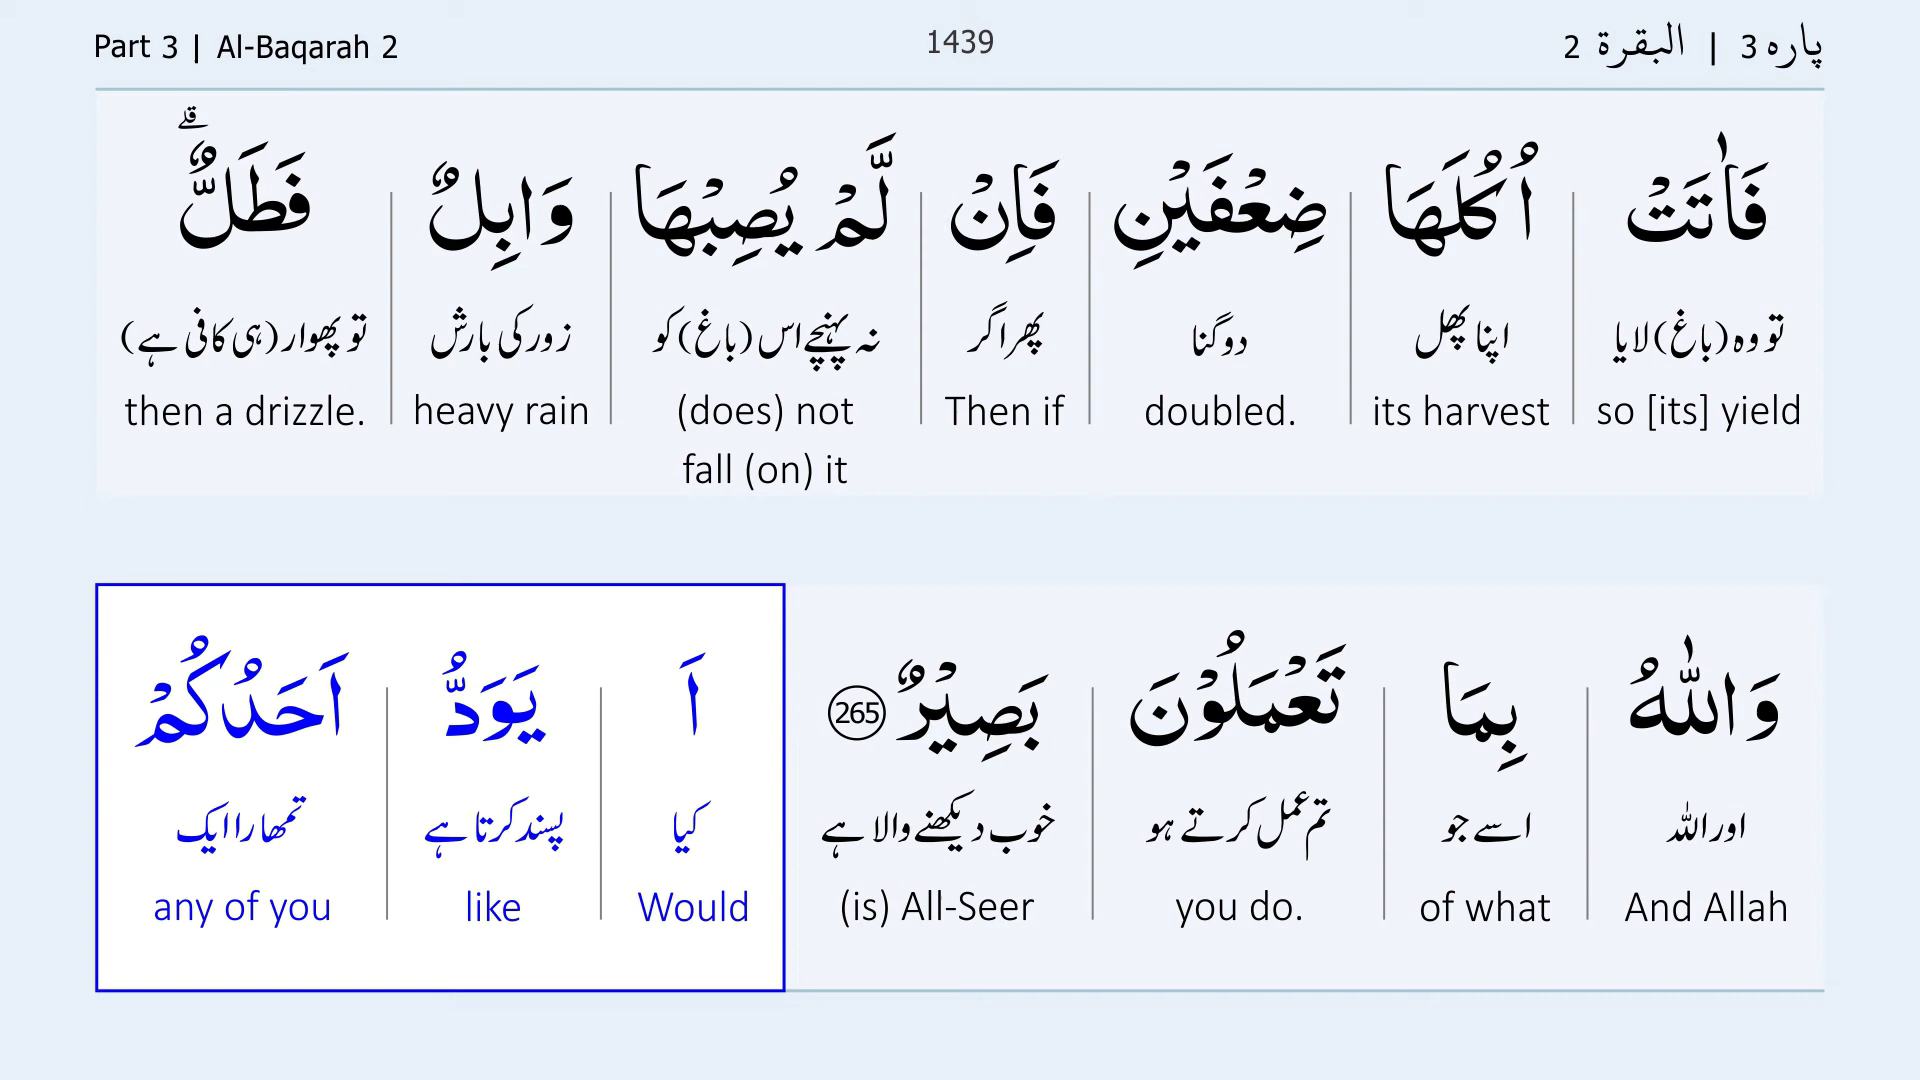 Part 3 | Al-Baqarah 2 1439 پارہ 3 | البقرة 2
فَاٰتَتْ اُكُلَهَا ضِعْفَيْنِ فَاِنْ لَّمْ يُصِبْهَا وَابِلٌ فَطَلٌّ ۗ
تو وہ (باغ) لایا اپنا پھل دوگنا پھر اگر نہ پہنچے اس (باغ) کو زور کی بارش تو پھوار (ہی کافی ہے)
so [its] yield its harvest doubled. Then if (does) not heavy rain then a drizzle.
fall (on) it
وَاللّٰهُ بِمَا تَعْمَلُوْنَ بَصِيْرٌ 265 اَ يَوَدُّ اَحَدُكُمْ
اور اللہ اسے جو تم عمل کرتے ہو خوب دیکھنے والا ہے کیا پسند کرتا ہے تمھارا ایک
And Allah of what you do. (is) All-Seer Would like any of you